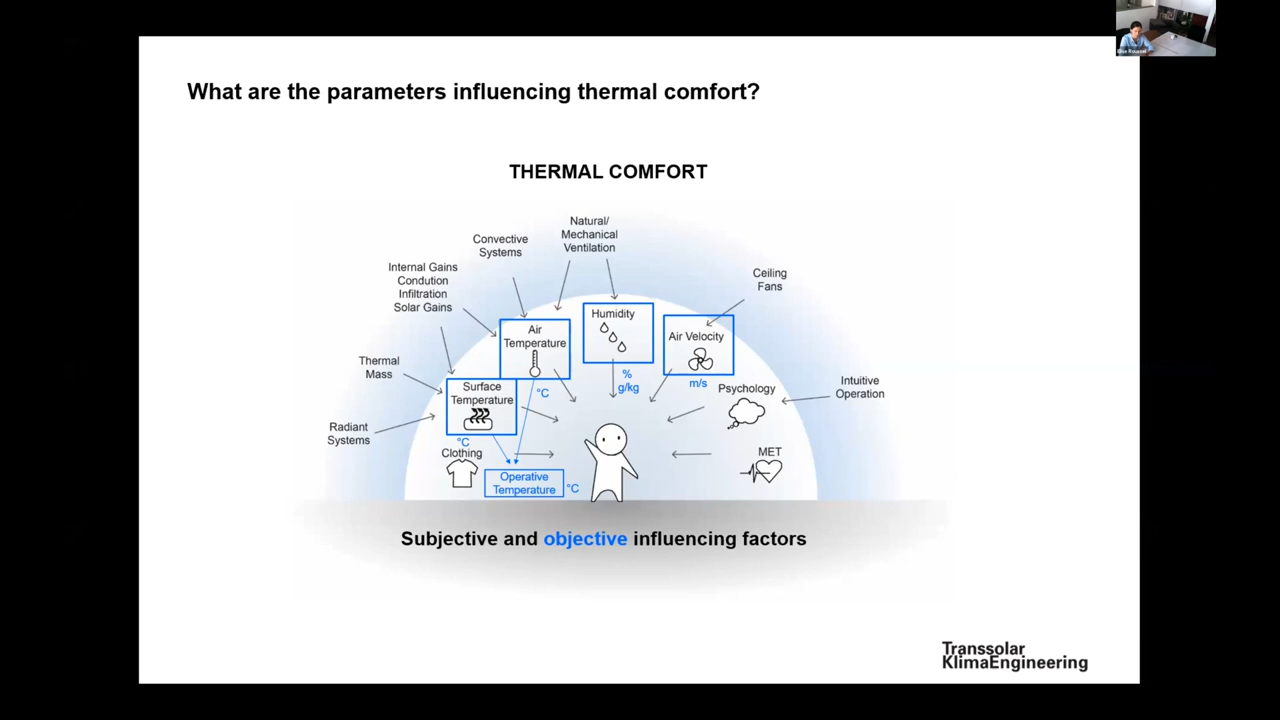 What are the parameters influencing thermal comfort?
THERMAL COMFORT
Natural/
Mechanical
Ventilation
Convective
Systems
Internal Gains
Condution
Infiltration
Solar Gains
Ceiling
Fans
Humidity
Air
Temperature
Air Velocity
%
g/kg
m/s
Thermal
Mass
Surface
Temperature
°C
Psychology
Intuitive
Operation
Radiant
Systems
°C
Clothing
MET
Operative
Temperature
°C
Subjective and objective influencing factors
Transsolar
KlimaEngineering